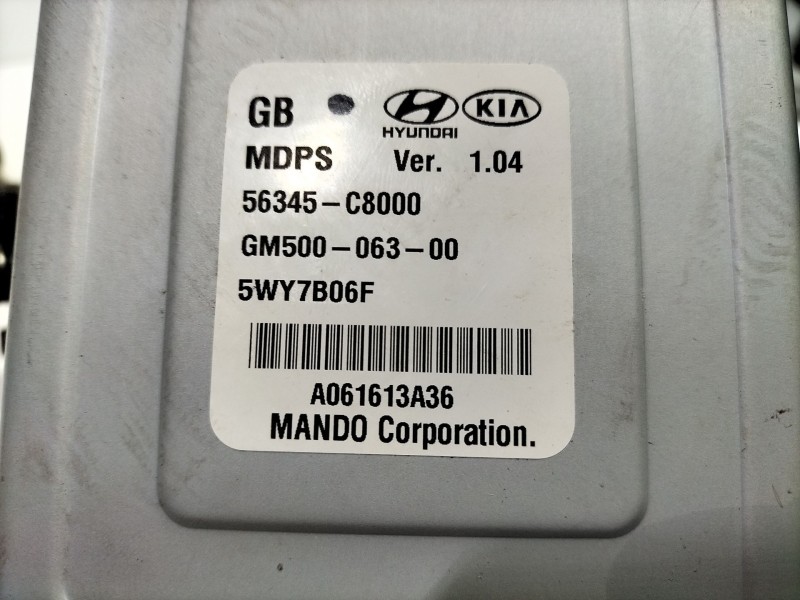 GB HYUNDAI KIA
MDPS Ver. 1.04
56345-C8000
GM500-063-00
5WY7B06F
A061613A36
MANDO Corporation.